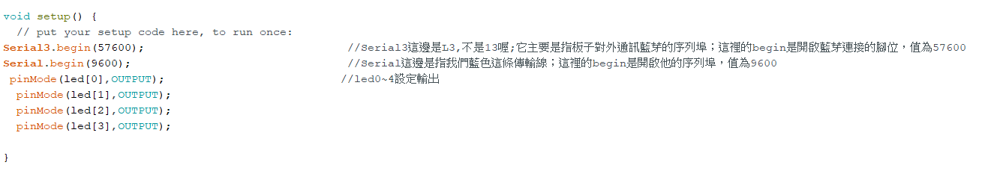 void setup() {
// put your setup code here, to run once:
Serial3.begin(57600); //Serial3這邊是L3,不是13喔;它主要是指板子對外通訊藍芽的序列埠；這裡的begin是開啟藍芽連接的腳位，值為57600
Serial.begin(9600); //Serial這邊是指我們藍色這條傳輸線；這裡的begin是開啟他的序列埠，值為9600
pinMode(led[0],OUTPUT); //led0~4設定輸出
pinMode(led[1],OUTPUT);
pinMode(led[2],OUTPUT);
pinMode(led[3],OUTPUT);
}